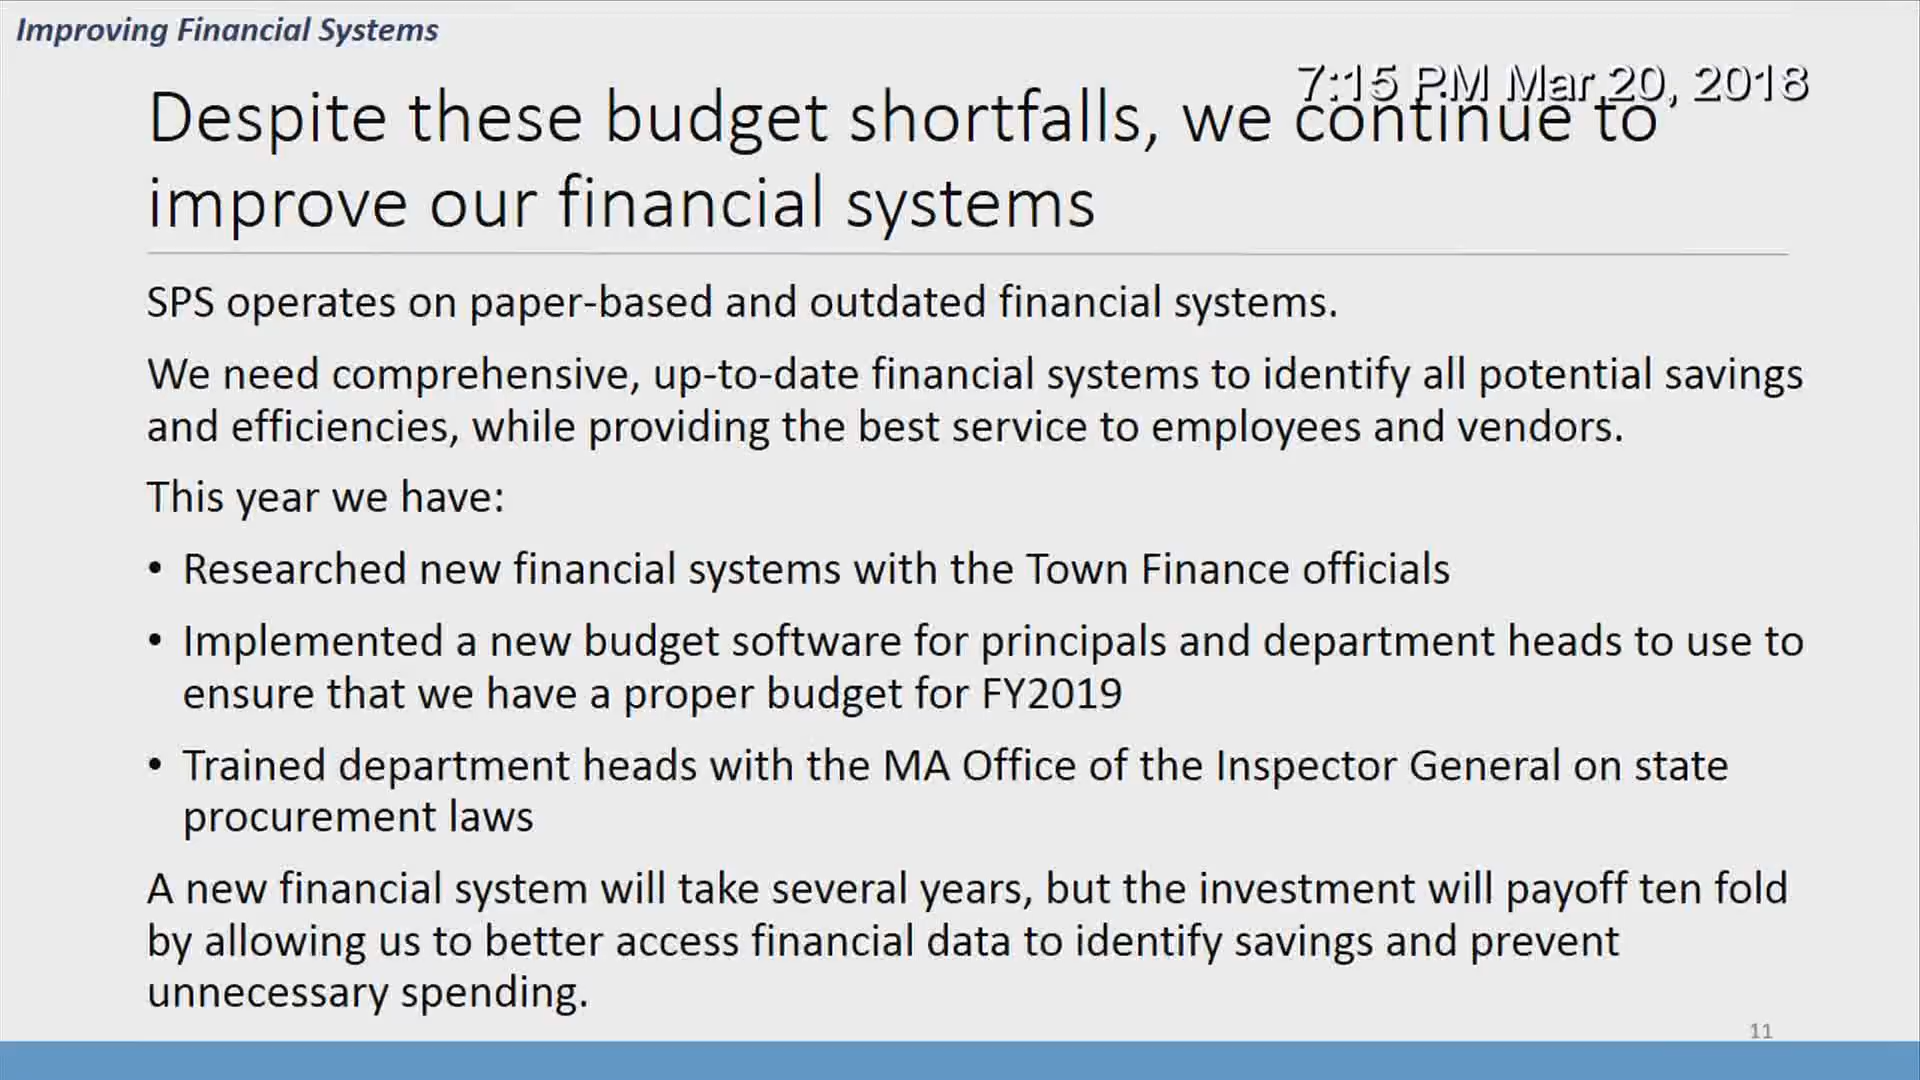 Improving Financial Systems
7:15 PM Mar 20, 2018
Despite these budget shortfalls, we continue to
improve our financial systems
SPS operates on paper-based and outdated financial systems.
We need comprehensive, up-to-date financial systems to identify all potential savings
and efficiencies, while providing the best service to employees and vendors.
This year we have:
• Researched new financial systems with the Town Finance officials
• Implemented a new budget software for principals and department heads to use to
ensure that we have a proper budget for FY2019
• Trained department heads with the MA Office of the Inspector General on state
procurement laws
A new financial system will take several years, but the investment will payoff ten fold
by allowing us to better access financial data to identify savings and prevent
unnecessary spending.
11